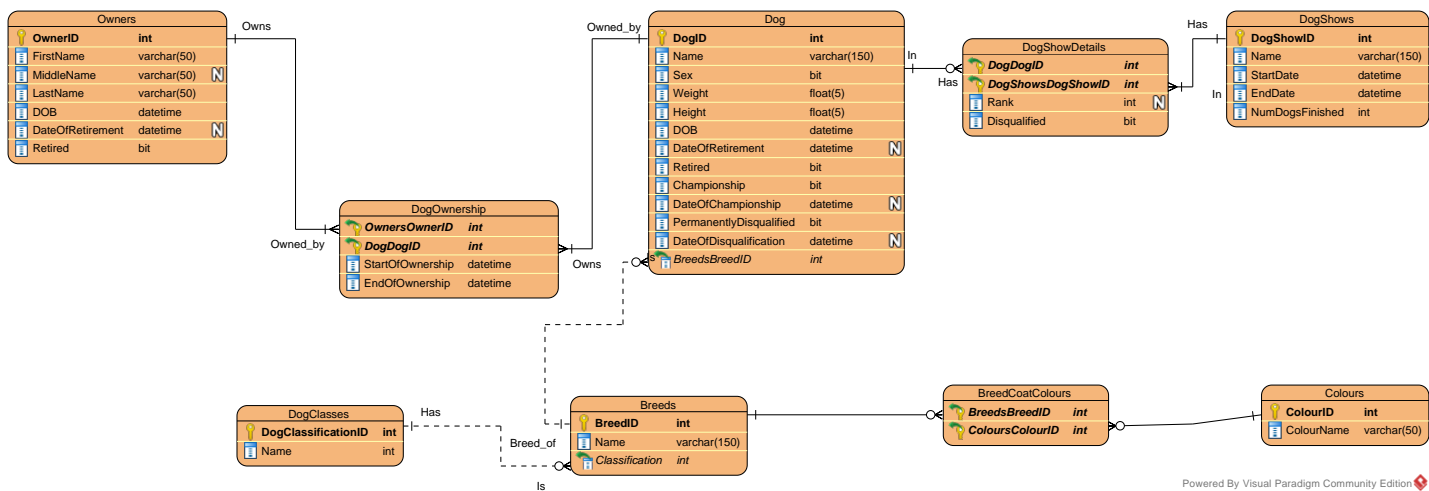 Owners
OwnerID int
FirstName varchar(50)
MiddleName varchar(50) N
LastName varchar(50)
DOB datetime
DateOfRetirement datetime N
Retired bit
Owns
Owned_by
DogOwnership
OwnersOwnerID int
DogDogID int
StartOfOwnership datetime
EndOfOwnership datetime
Owned_by
Owns
Dog
DogID int
Name varchar(150)
Sex bit
Weight float(5)
Height float(5)
DOB datetime
DateOfRetirement datetime N
Retired bit
Championship bit
DateOfChampionship datetime N
PermanentlyDisqualified bit
DateOfDisqualification datetime N
BreedsBreedID int
s
In
Has
DogShowDetails
DogDogID int
DogShowsDogShowID int
Rank int N
Disqualified bit
Has
In
DogShows
DogShowID int
Name varchar(150)
StartDate datetime
EndDate datetime
NumDogsFinished int
DogClasses
DogClassificationID int
Name int
Has
Is
Breed_of
Breeds
BreedID int
Name varchar(150)
Classification int
BreedCoatColours
BreedsBreedID int
ColoursColourID int
Colours
ColourID int
ColourName varchar(50)
Powered By Visual Paradigm Community Edition